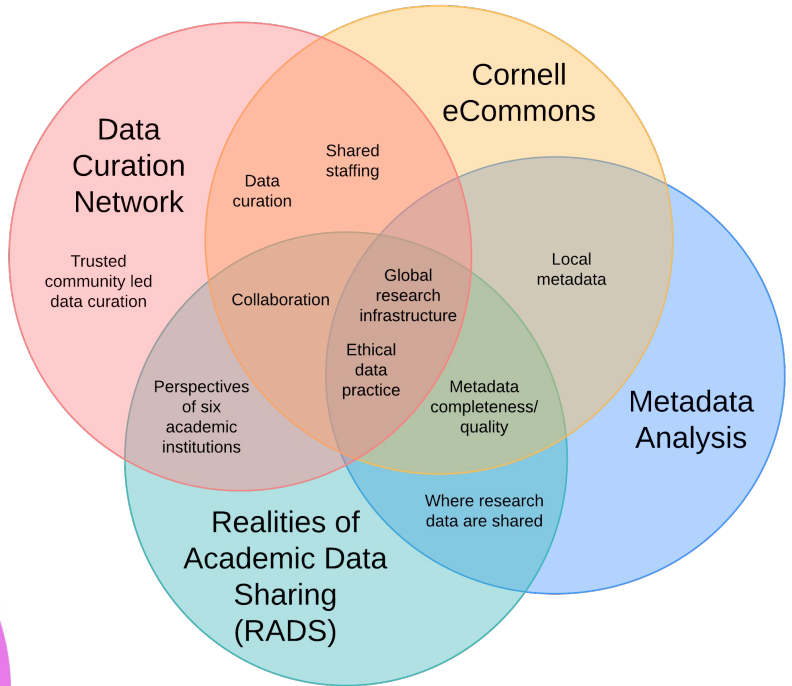 Cornell
eCommons
Data
Curation
Network
Shared
staffing
Data
curation
Trusted
community led
data curation
Local
metadata
Collaboration
Global
research
infrastructure
Ethical
data
practice
Perspectives
of six
academic
institutions
Metadata
completeness/
quality
Metadata
Analysis
Where research
data are shared
Realities of
Academic Data
Sharing
(RADS)